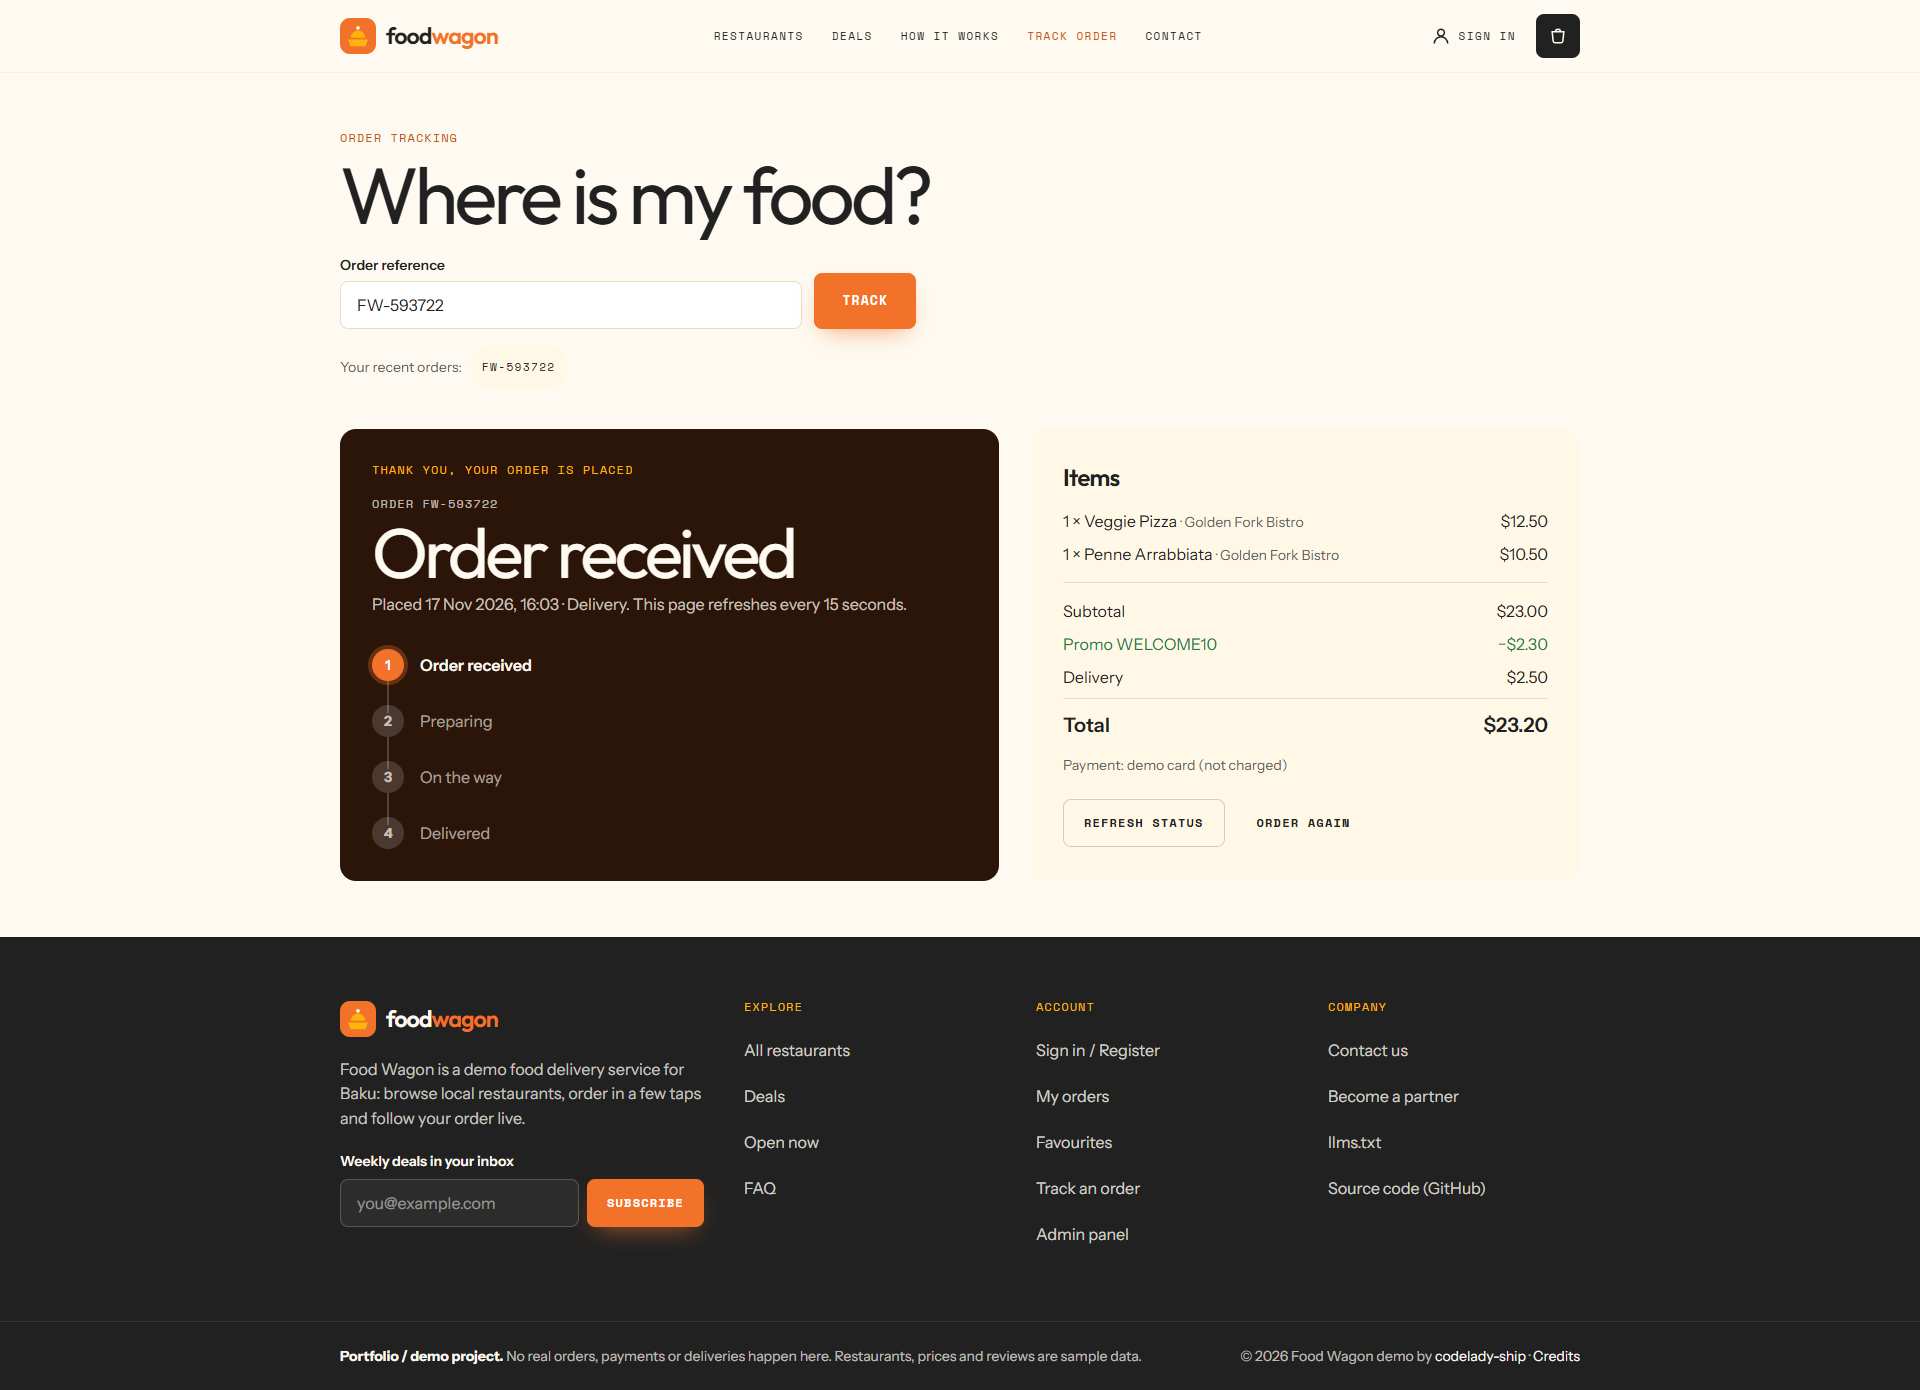 foodwagon
RESTAURANTS DEALS HOW IT WORKS TRACK ORDER CONTACT
SIGN IN
ORDER TRACKING
Where is my food?
Order reference
FW-593722
TRACK
Your recent orders: FW-593722
THANK YOU, YOUR ORDER IS PLACED
ORDER FW-593722
Order received
Placed 17 Nov 2026, 16:03 · Delivery. This page refreshes every 15 seconds.
1 Order received
2 Preparing
3 On the way
4 Delivered
Items
1 × Veggie Pizza · Golden Fork Bistro $12.50
1 × Penne Arrabbiata · Golden Fork Bistro $10.50
Subtotal $23.00
Promo WELCOME10 −$2.30
Delivery $2.50
Total $23.20
Payment: demo card (not charged)
REFRESH STATUS ORDER AGAIN
foodwagon
Food Wagon is a demo food delivery service for
Baku: browse local restaurants, order in a few taps
and follow your order live.
Weekly deals in your inbox
you@example.com SUBSCRIBE
EXPLORE
All restaurants
Deals
Open now
FAQ
ACCOUNT
Sign in / Register
My orders
Favourites
Track an order
Admin panel
COMPANY
Contact us
Become a partner
llms.txt
Source code (GitHub)
Portfolio / demo project. No real orders, payments or deliveries happen here. Restaurants, prices and reviews are sample data.
© 2026 Food Wagon demo by codelady-ship · Credits